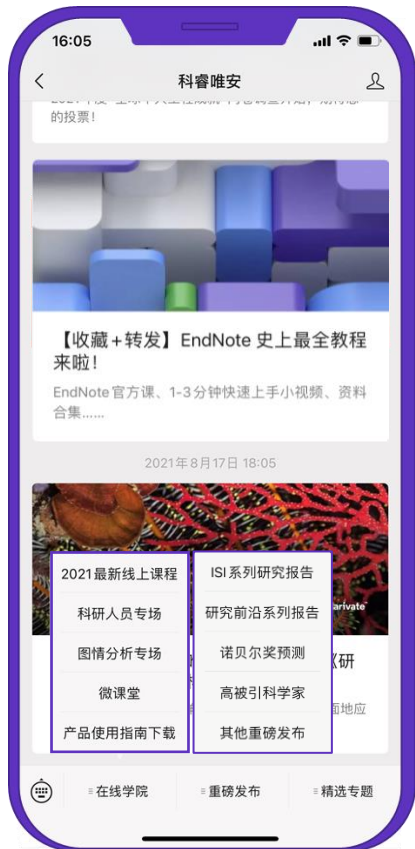 16:05
科睿唯安
的投票！
【收藏+转发】EndNote 史上最全教程
来啦！
EndNote官方课、1-3分钟快速上手小视频、资料
合集……
2021年8月17日 18:05
2021最新线上课程
科研人员专场
图情分析专场
微课堂
产品使用指南下载
ISI系列研究报告
研究前沿系列报告
诺贝尔奖预测
高被引科学家
其他重磅发布
arivate
《研
面地应
在线学院
重磅发布
精选专题